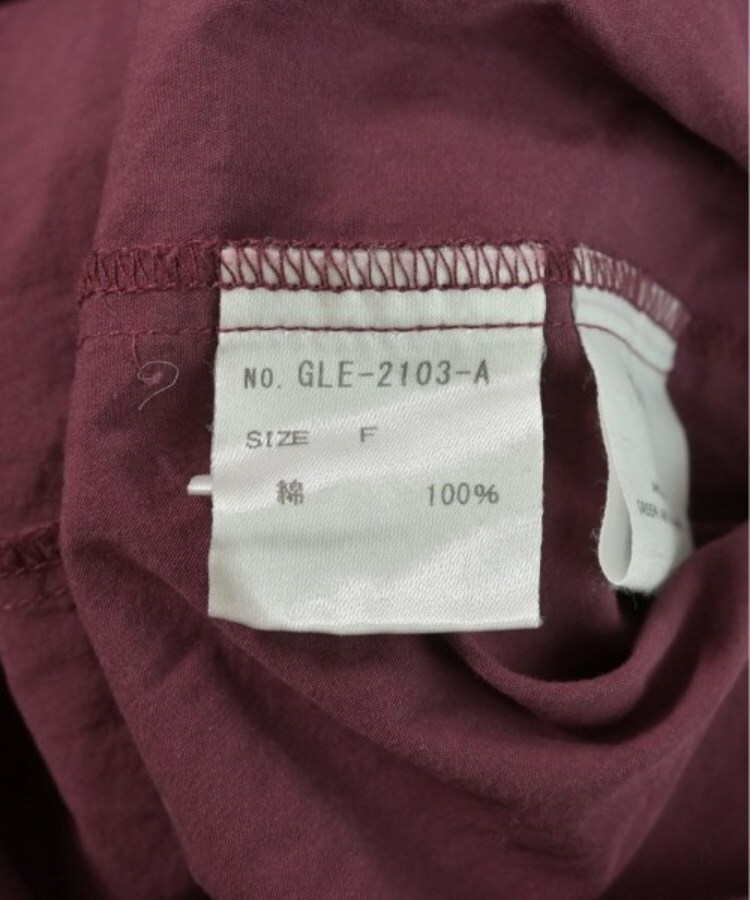 NO. GLE-2103-A
SIZE F
綿 100%